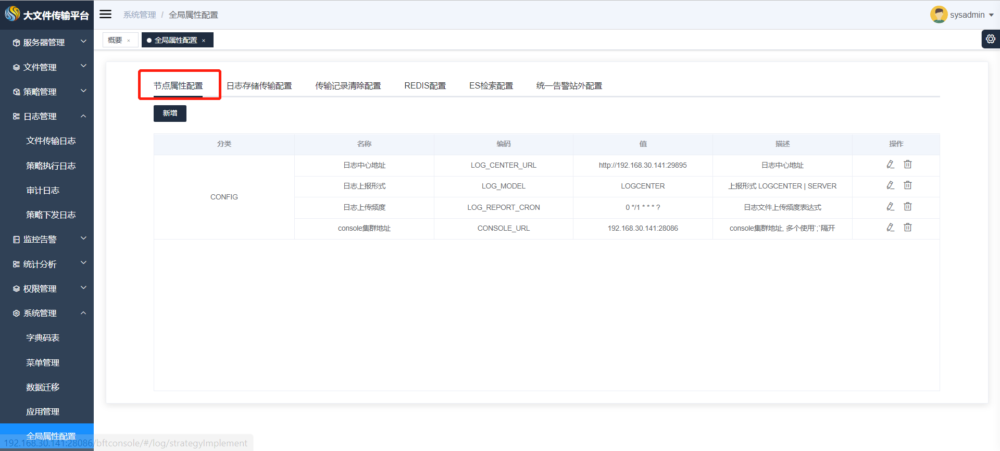 大文件传输平台
系统管理 / 全局属性配置
sysadmin
概要 ×
全局属性配置 ×
服务器管理
文件管理
策略管理
日志管理
文件传输日志
策略执行日志
审计日志
策略下发日志
监控告警
统计分析
权限管理
系统管理
字典码表
菜单管理
数据迁移
应用管理
全局属性配置
节点属性配置 日志存储传输配置 传输记录清除配置 REDIS配置 ES检索配置 统一告警站外配置
新增
分类 名称 编码 值 描述 操作
CONFIG
日志中心地址 LOG_CENTER_URL http://192.168.30.141:29895 日志中心地址
日志上报形式 LOG_MODEL LOGCENTER 上报形式 LOGCENTER | SERVER
日志上传频度 LOG_REPORT_CRON 0 */1 * * * ? 日志文件上传频度表达式
console集群地址 CONSOLE_URL 192.168.30.141:28086 console集群地址, 多个使用`;`隔开
192.168.30.141:28086/bftconsole/#/log/strategyImplement